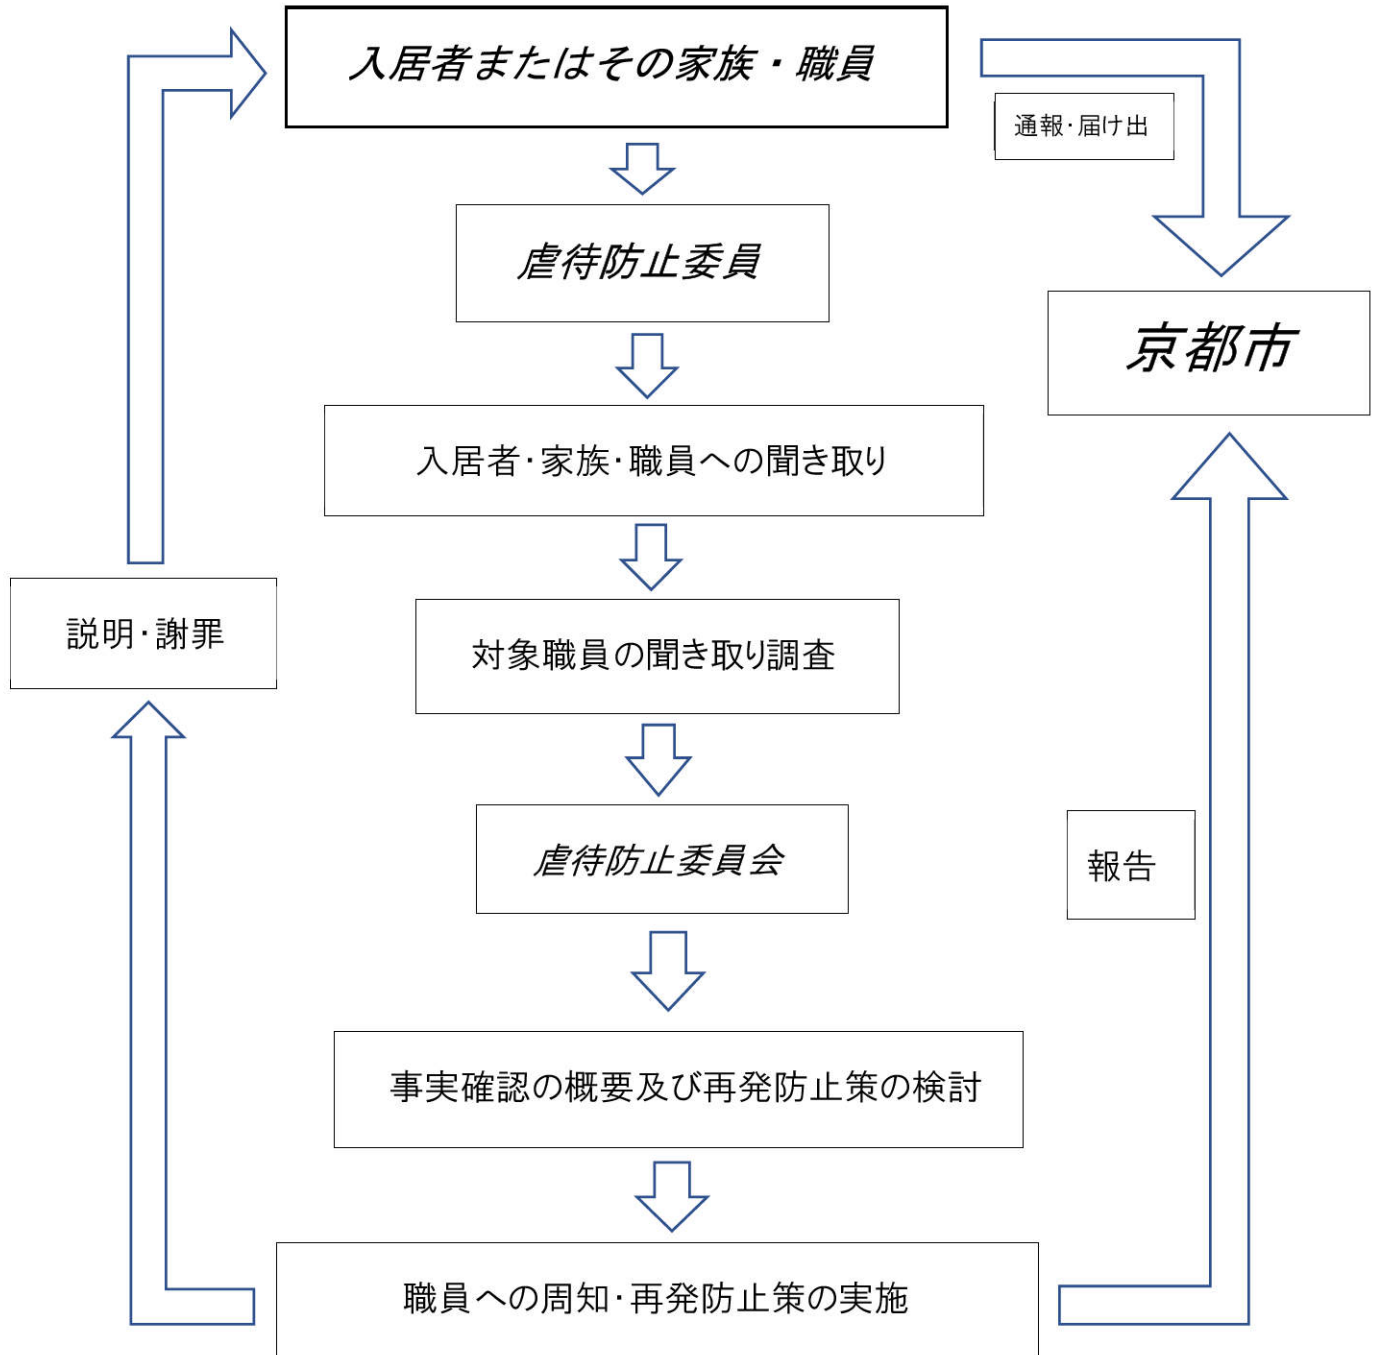 入居者またはその家族・職員
通報・届け出
虐待防止委員
京都市
入居者・家族・職員への聞き取り
説明・謝罪
対象職員の聞き取り調査
虐待防止委員会
報告
事実確認の概要及び再発防止策の検討
職員への周知・再発防止策の実施